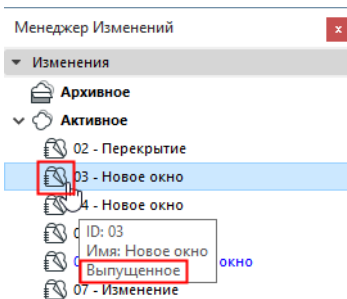 Менеджер Изменений
x
Изменения
Архивное
Активное
02 - Перекрытие
03 - Новое окно
4 - Новое окно
ID: 03
Имя: Новое окно
окно
Выпущенное
07 - Изменение